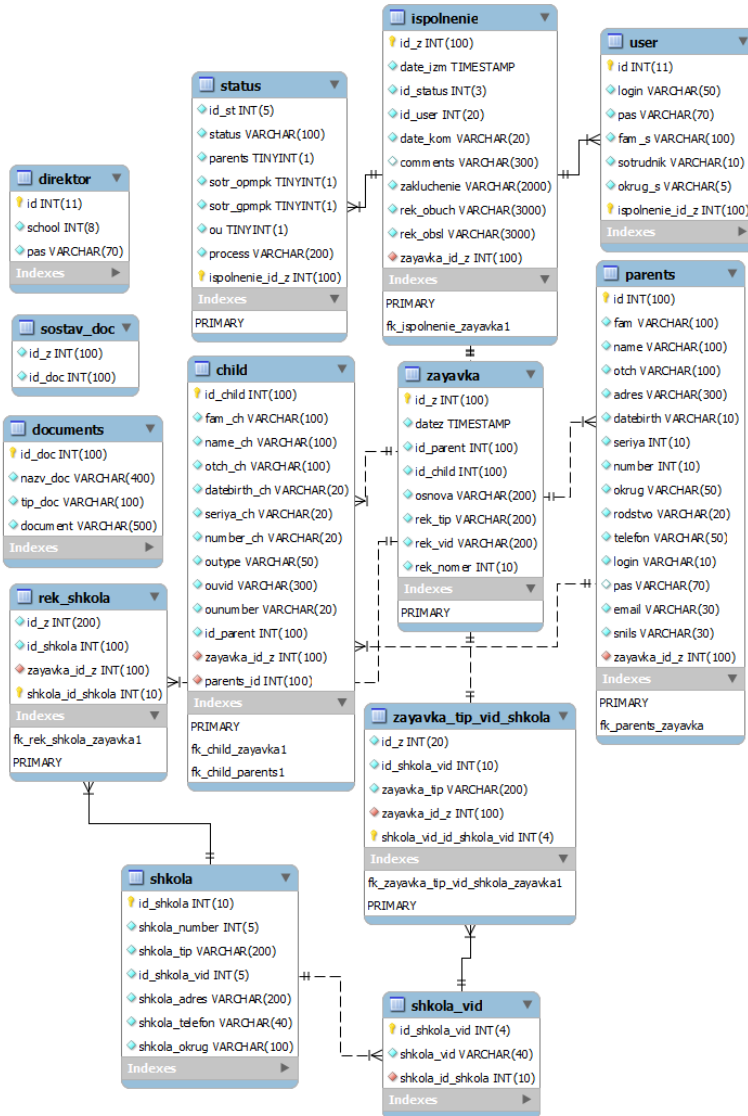 ispolnenie
id_z INT(100)
date_izm TIMESTAMP
id_status INT(3)
id_user INT(20)
date_kom VARCHAR(20)
comments VARCHAR(300)
zakluchenie VARCHAR(2000)
rek_obuch VARCHAR(3000)
rek_obsl VARCHAR(3000)
zayavka_id_z INT(100)
Indexes
PRIMARY
fk_ispolnenie_zayavka1
user
id INT(11)
login VARCHAR(50)
pas VARCHAR(70)
fam_s VARCHAR(100)
sotrudnik VARCHAR(10)
okrug_s VARCHAR(5)
ispolnenie_id_z INT(100)
Indexes
status
id_st INT(5)
status VARCHAR(100)
parents TINYINT(1)
sotr_opmpk TINYINT(1)
sotr_gpmpk TINYINT(1)
ou TINYINT(1)
process VARCHAR(200)
ispolnenie_id_z INT(100)
Indexes
PRIMARY
direktor
id INT(11)
school INT(8)
pas VARCHAR(70)
Indexes
parents
id INT(100)
fam VARCHAR(100)
name VARCHAR(100)
otch VARCHAR(100)
adres VARCHAR(300)
datebirth VARCHAR(10)
seriya INT(10)
number INT(10)
okrug VARCHAR(50)
rodstvo VARCHAR(20)
telefon VARCHAR(50)
login VARCHAR(10)
pas VARCHAR(70)
email VARCHAR(30)
snils VARCHAR(30)
zayavka_id_z INT(100)
Indexes
PRIMARY
fk_parents_zayavka
sostav_doc
id_z INT(100)
id_doc INT(100)
child
id_child INT(100)
fam_ch VARCHAR(100)
name_ch VARCHAR(100)
otch_ch VARCHAR(100)
datebirth_ch VARCHAR(20)
seriya_ch VARCHAR(20)
number_ch VARCHAR(20)
outype VARCHAR(50)
ouvid VARCHAR(300)
ounumber VARCHAR(20)
id_parent INT(100)
zayavka_id_z INT(100)
parents_id INT(100)
Indexes
PRIMARY
fk_child_zayavka1
fk_child_parents1
zayavka
id_z INT(100)
datez TIMESTAMP
id_parent INT(100)
id_child INT(100)
osnova VARCHAR(200)
rek_tip VARCHAR(200)
rek_vid VARCHAR(200)
rek_nomer INT(10)
Indexes
PRIMARY
documents
id_doc INT(100)
nazv_doc VARCHAR(400)
tip_doc VARCHAR(100)
document VARCHAR(500)
Indexes
rek_shkola
id_z INT(200)
id_shkola INT(100)
zayavka_id_z INT(100)
shkola_id_shkola INT(10)
Indexes
fk_rek_shkola_zayavka1
PRIMARY
zayavka_tip_vid_shkola
id_z INT(20)
id_shkola_vid INT(10)
zayavka_tip VARCHAR(200)
zayavka_id_z INT(100)
shkola_vid_id_shkola_vid INT(4)
Indexes
fk_zayavka_tip_vid_shkola_zayavka1
PRIMARY
shkola
id_shkola INT(10)
shkola_number INT(5)
shkola_tip VARCHAR(200)
id_shkola_vid INT(5)
shkola_adres VARCHAR(200)
shkola_telefon VARCHAR(40)
shkola_okrug VARCHAR(100)
Indexes
shkola_vid
id_shkola_vid INT(4)
shkola_vid VARCHAR(40)
shkola_id_shkola INT(10)
Indexes